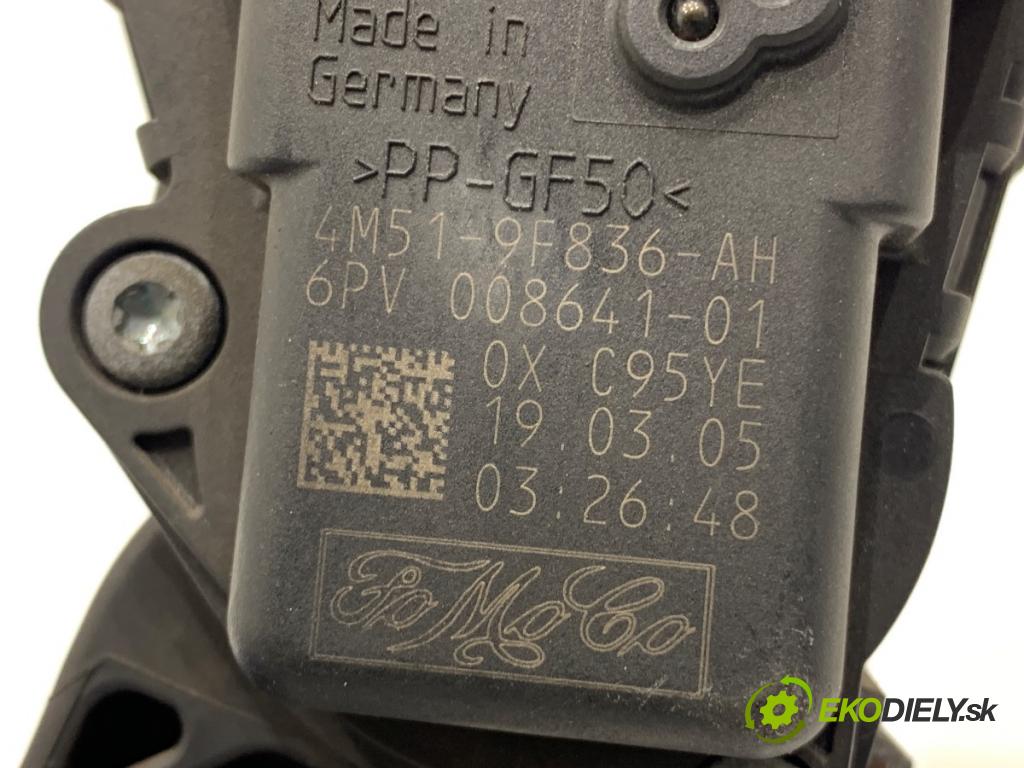 Made in
Germany
>PP-GF50<
4M51-9F836-AH
6PV 008641-01
0X C95YE
19.03.05
03:26:48
FoMoCo
EKODIELY.sk